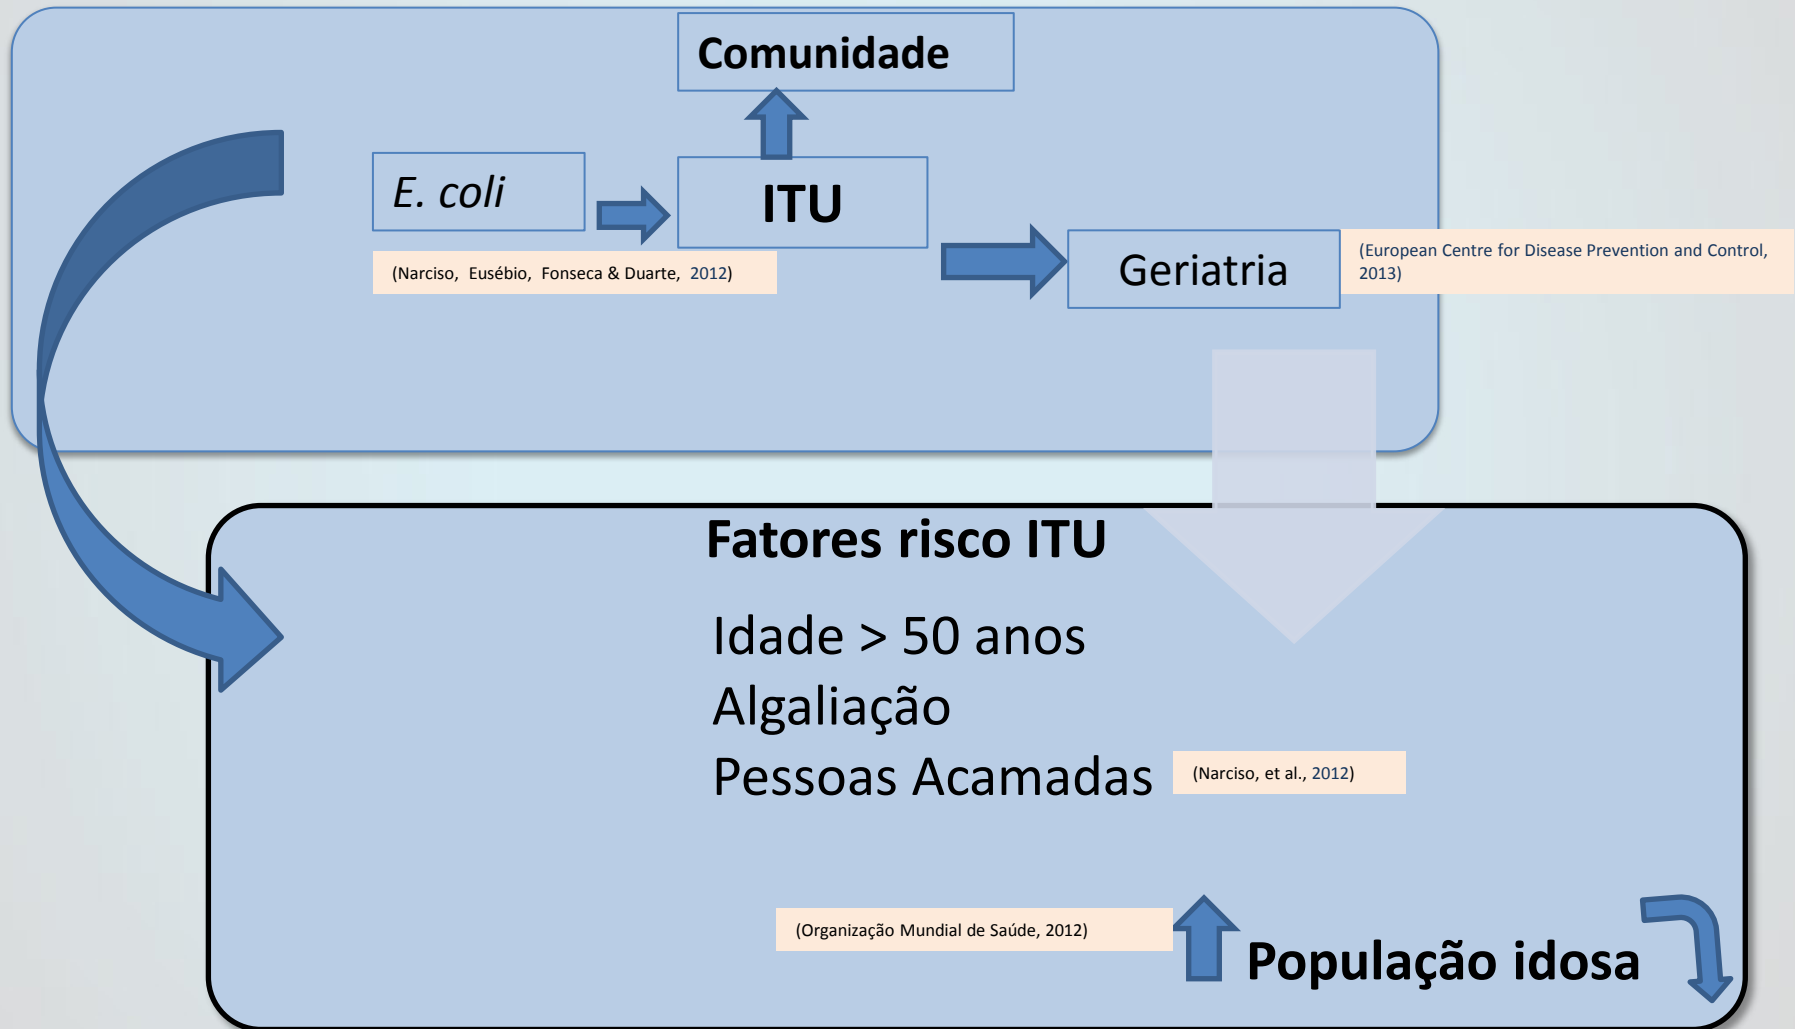 Comunidade
E. coli
ITU
(Narciso, Eusébio, Fonseca & Duarte, 2012)
Geriatria
(European Centre for Disease Prevention and Control,
2013)
Fatores risco ITU
Idade > 50 anos
Algaliação
Pessoas Acamadas
(Narciso, et al., 2012)
(Organização Mundial de Saúde, 2012)
População idosa